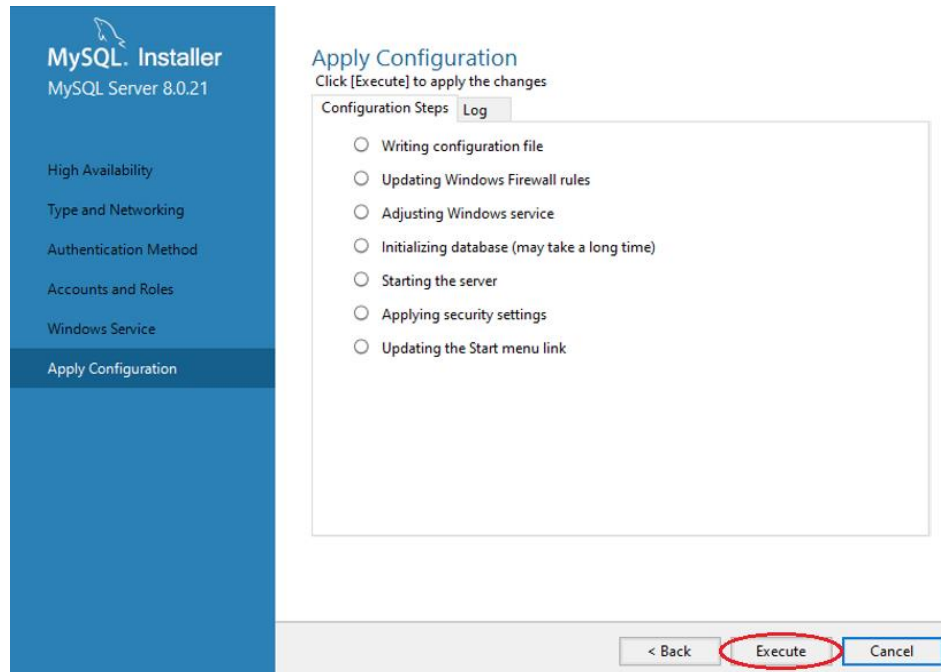 MySQL. Installer
MySQL Server 8.0.21
High Availability
Type and Networking
Authentication Method
Accounts and Roles
Windows Service
Apply Configuration
Apply Configuration
Click [Execute] to apply the changes
Configuration Steps
Log
Writing configuration file
Updating Windows Firewall rules
Adjusting Windows service
Initializing database (may take a long time)
Starting the server
Applying security settings
Updating the Start menu link
< Back
Execute
Cancel